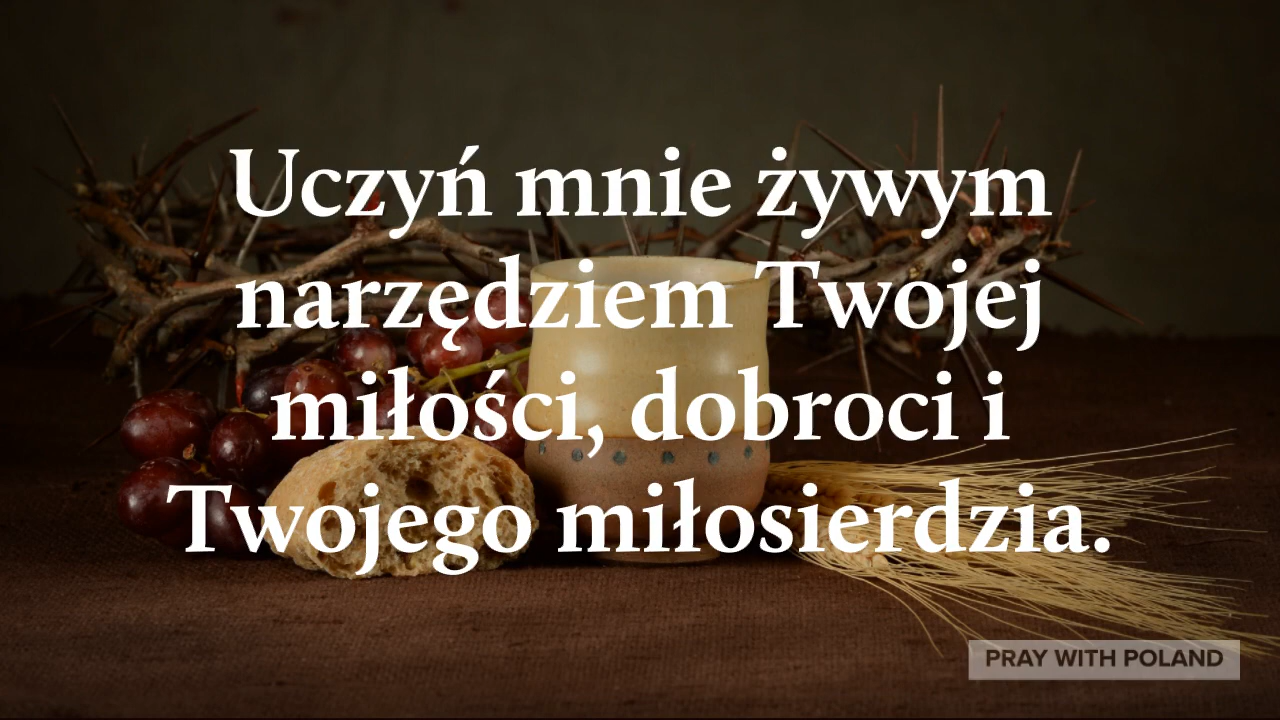 Uczyń mnie żywym
narzędziem Twojej
miłości, dobroci i
Twojego miłosierdzia.
PRAY WITH POLAND